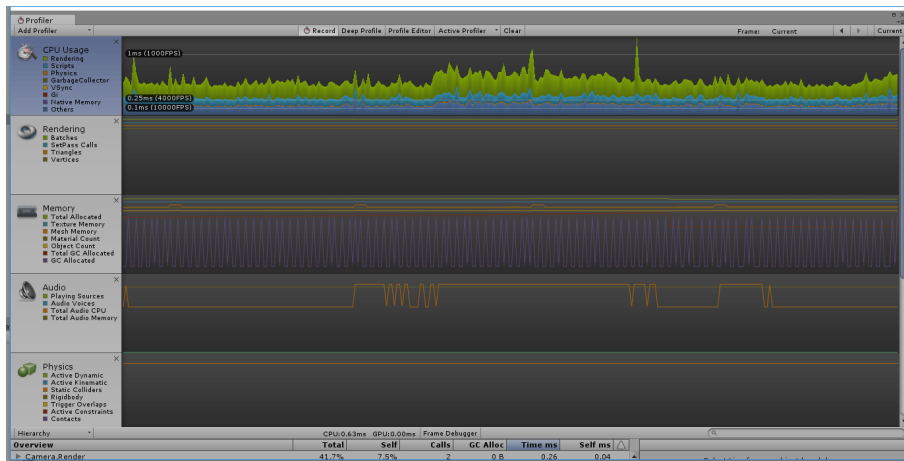 Profiler
Add Profiler
Record Deep Profile Profile Editor Active Profiler Clear
Frame: Current
Current
CPU Usage
Rendering
Scripts
Physics
GarbageCollector
VSync
Gi
Native Memory
Others
1ms (1000FPS)
0.25ms (4000FPS)
0.1ms (10000FPS)
Rendering
Batches
SetPass Calls
Triangles
Vertices
Memory
Total Allocated
Texture Memory
Mesh Memory
Material Count
Object Count
Total GC Allocated
GC Allocated
Audio
Playing Sources
Audio Voices
Total Audio CPU
Total Audio Memory
Physics
Active Dynamic
Active Kinematic
Static Colliders
Rigidbody
Trigger Overlaps
Active Constraints
Contacts
Hierarchy
CPU:0.63ms GPU:0.00ms Frame Debugger
Overview Total Self Calls GC Alloc Time ms Self ms
Camera.Render 41.7% 7.5% 2 0 B 0.26 0.04